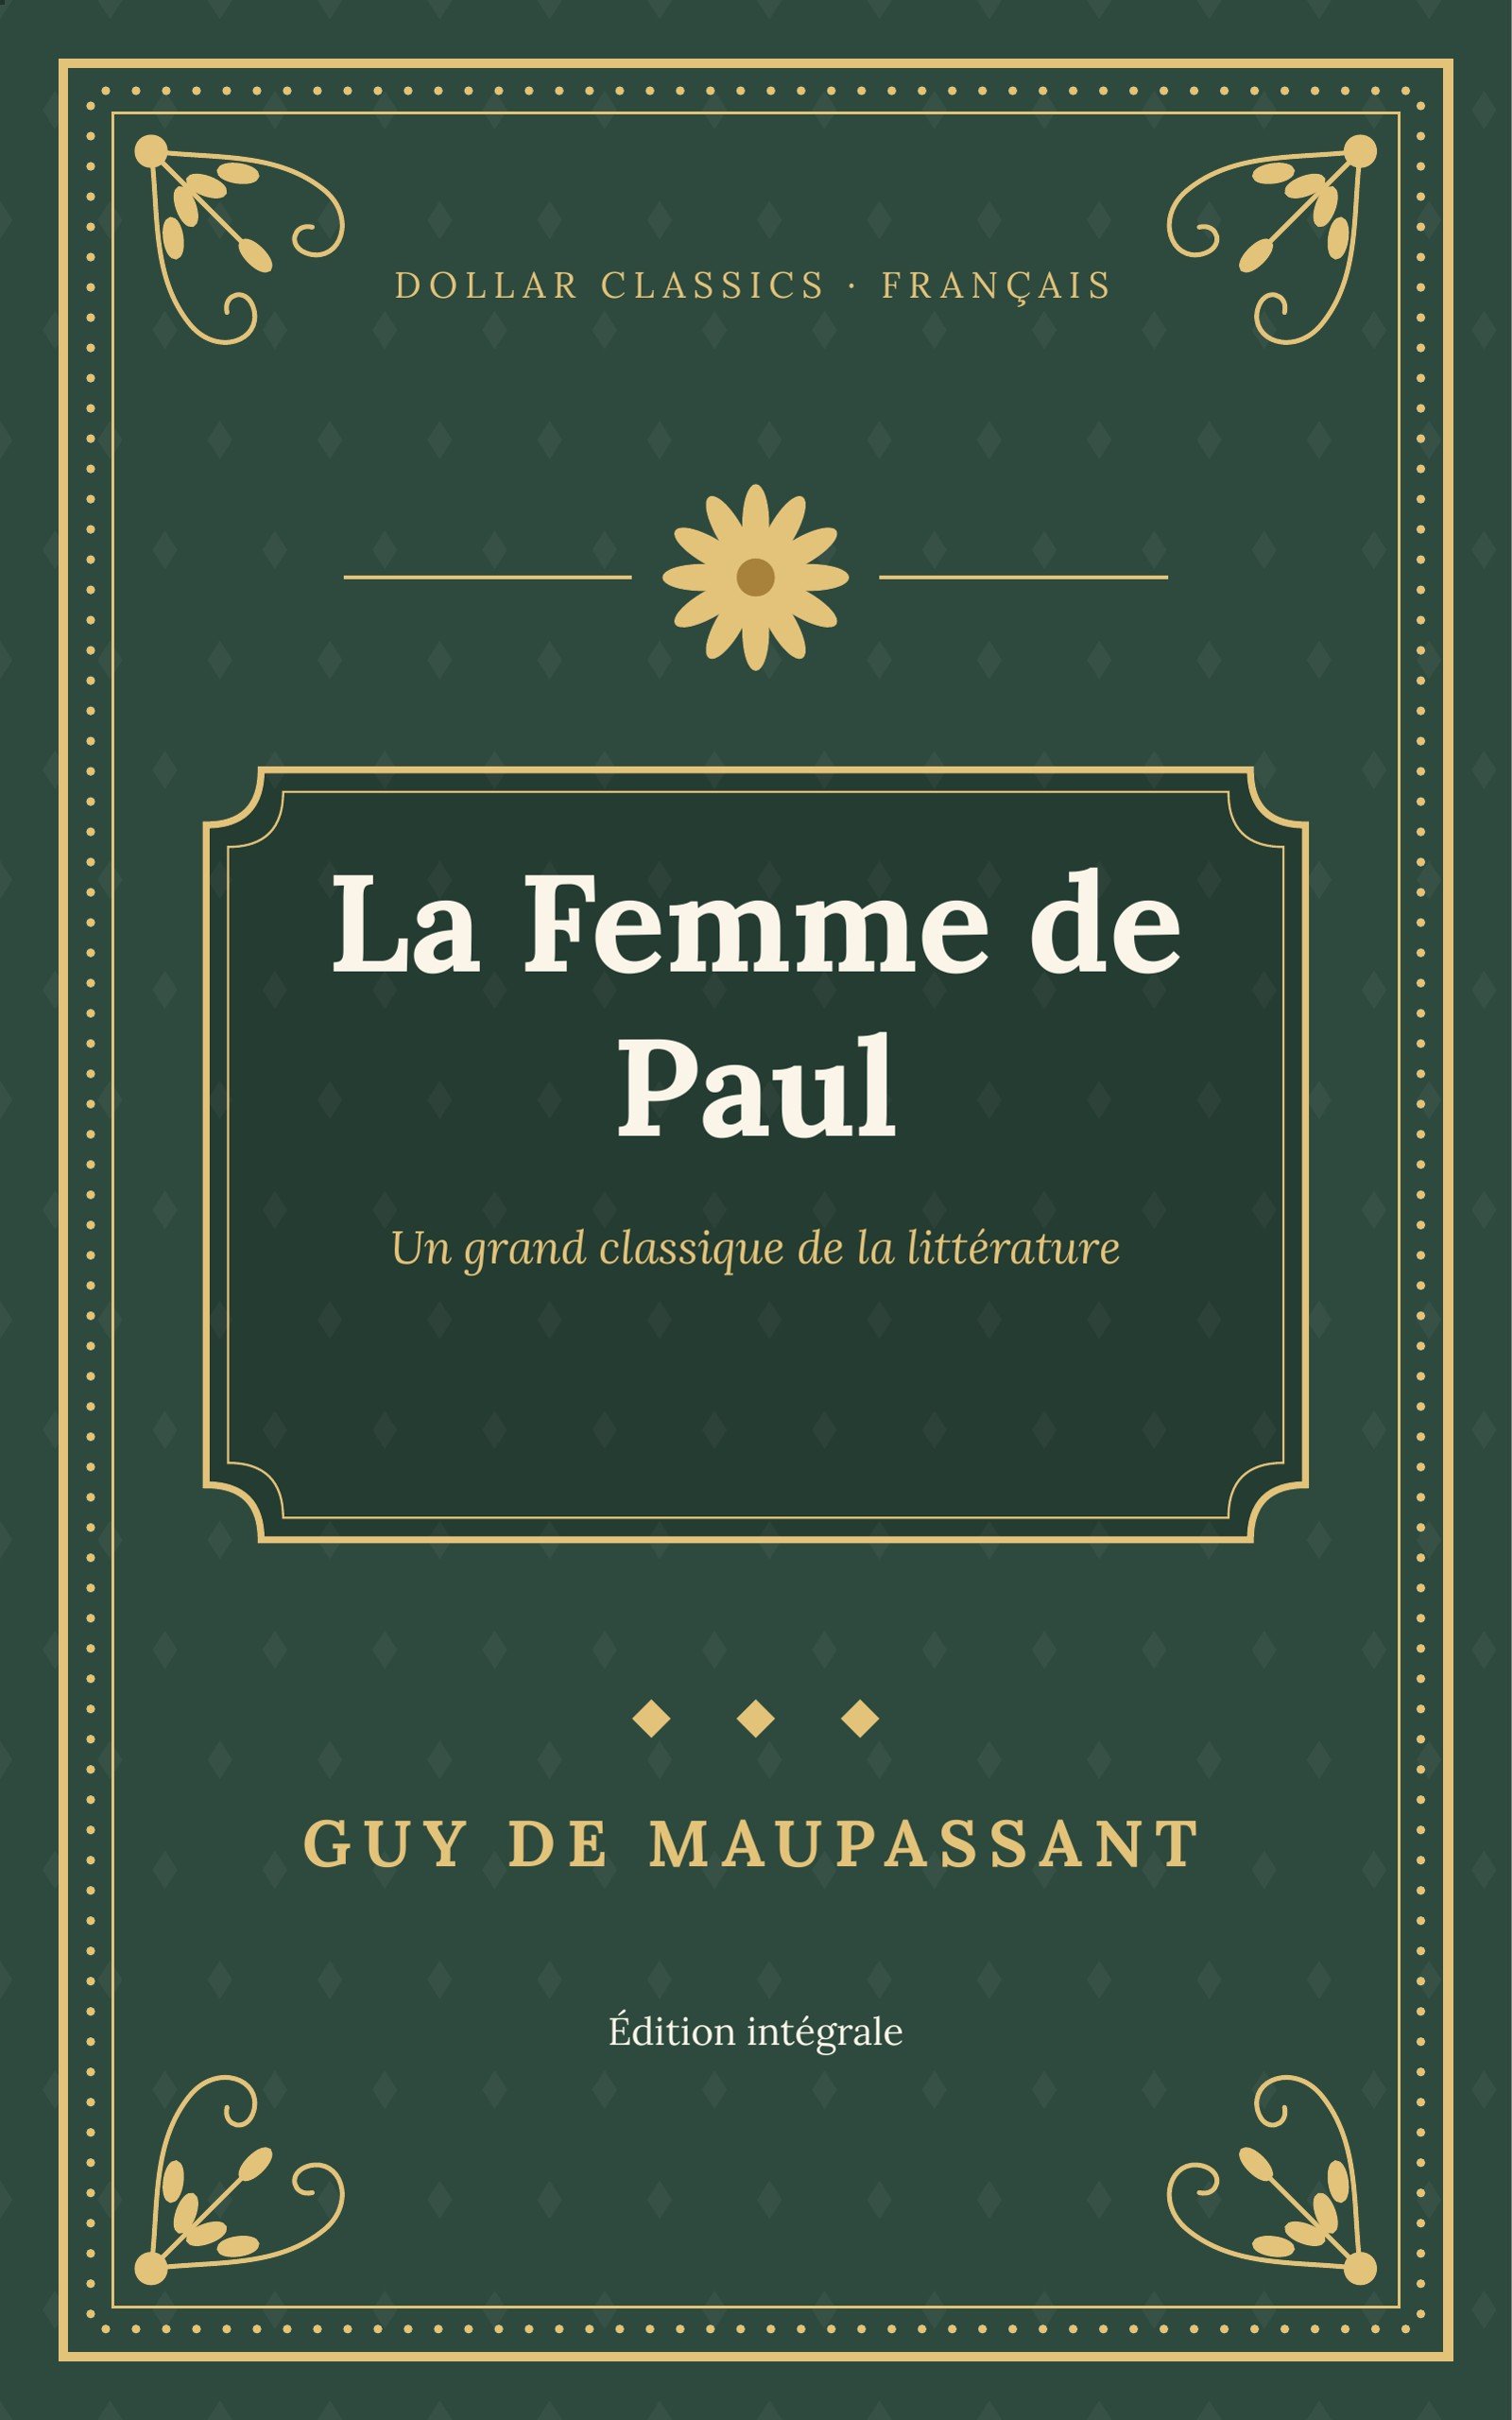 DOLLAR CLASSICS · FRANÇAIS
La Femme de
Paul
Un grand classique de la littérature
GUY DE MAUPASSANT
Édition intégrale